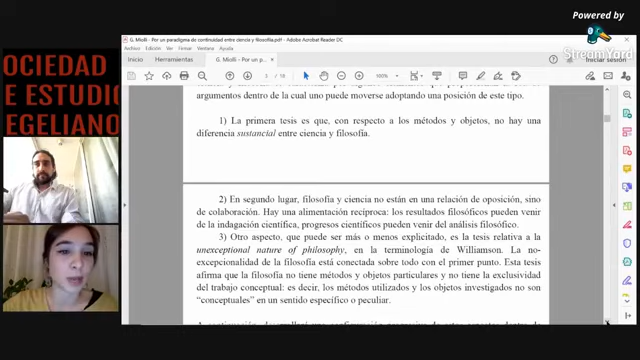 Powered by
StreamYard
G. Miolli - Por un paradigma de continuidad entre ciencia y filosofía.pdf - Adobe Acrobat Reader DC
Archivo Edición Ver Firmar Ventana Ayuda
Inicio Herramientas G. Miolli - Por un p...
Iniciar sesión
100%
OCIEDAD
E ESTUDIO
EGELIANO
argumentos dentro de la cual uno puede moverse adoptando una posición de este tipo.
1) La primera tesis es que, con respecto a los métodos y objetos, no hay una
diferencia sustancial entre ciencia y filosofía.
2) En segundo lugar, filosofía y ciencia no están en una relación de oposición, sino
de colaboración. Hay una alimentación recíproca: los resultados filosóficos pueden venir
de la indagación científica, progresos científicos pueden venir del análisis filosófico.
3) Otro aspecto, que puede ser más o menos explicitado, es la tesis relativa a la
unexceptional nature of philosophy, en la terminología de Williamson. La no-
excepcionalidad de la filosofía está conectada sobre todo con el primer punto. Esta tesis
afirma que la filosofía no tiene métodos y objetos particulares y no tiene la exclusividad
del trabajo conceptual: es decir, los métodos utilizados y los objetos investigados no son
“conceptuales” en un sentido específico o peculiar.